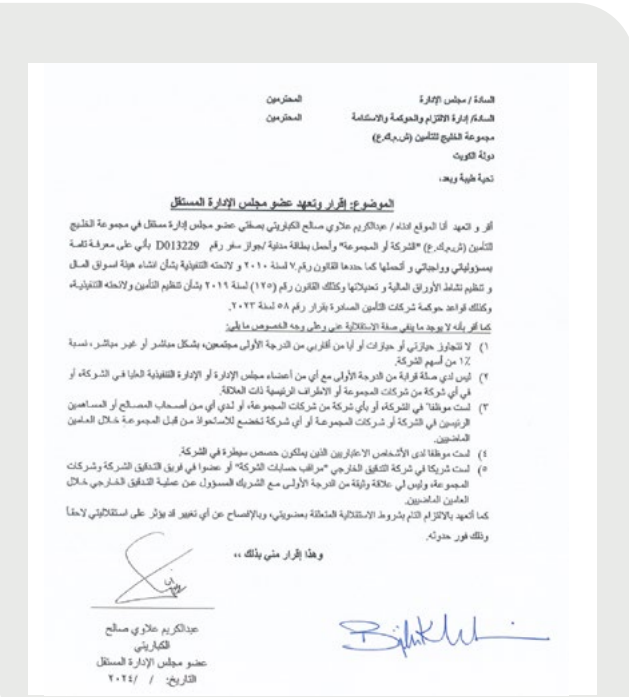 السادة / مجلس الإدارة المحترمين
السادة/ إدارة الالتزام والحوكمة والاستدامة المحترمين
مجموعة الخليج للتأمين (ش.م.ك.ع)
دولة الكويت
تحية طيبة وبعد،
الموضوع: إقرار وتعهد عضو مجلس الإدارة المستقل
أقر و اتعهد أنا الموقع ادناه / عبدالكريم علاوي صالح الكباريتي بصفتي عضو مجلس إدارة مستقل في مجموعة الخليج
للتأمين (ش.م.ك.ع) "الشركة أو المجموعة" وأحمل بطاقة مدنية /جواز سفر رقم D013229 بأني على معرفة تامة
بمسؤولياتي وواجباتي و أتحملها كما حددها القانون رقم ٧ لسنة ٢٠١٠ و لائحته التنفيذية بشأن انشاء هيئة اسواق المال
و تنظيم نشاط الأوراق المالية و تعديلاتها وكذلك القانون رقم (١٢٥) لسنة ٢٠١٩ بشأن تنظيم التأمين ولائحته التنفيذية،
وكذلك قواعد حوكمة شركات التأمين الصادرة بقرار رقم ٥٨ لسنة ٢٠٢٣.
كما أقر بأنه لا يوجد ما ينفي صفة الاستقلالية عني وعلى وجه الخصوص ما يلي:
١) لا تتجاوز حيازتي أو حيازات أو أيا من أقاربي من الدرجة الأولى مجتمعين، بشكل مباشر أو غير مباشر، نسبة
١٪ من أسهم الشركة.
٢) ليس لدي صلة قرابة من الدرجة الأولى مع أي من أعضاء مجلس الإدارة أو الإدارة التنفيذية العليا في الشركة، أو
في أي شركة من شركات المجموعة أو الاطراف الرئيسية ذات العلاقة.
٣) لست موظفا" في الشركة، أو بأي شركة من شركات المجموعة، أو لدي أي من أصحاب المصالح أو المساهمين
الرئيسين في الشركة أو شركات المجموعة أو أي شركة تخضع للاستحواذ من قبل المجموعة خلال العامين
الماضيين.
٤) لست موظفا لدى الأشخاص الاعتباريين الذين يملكون حصص سيطرة في الشركة.
٥) لست شريكا في شركة التدقيق الخارجي "مراقب حسابات الشركة" أو عضوا في فريق التدقيق الشركة وشركات
المجموعة، وليس لي علاقة وثيقة من الدرجة الأولى مع الشريك المسؤول عن عملية التدقيق الخارجي خلال
العامين الماضيين.
كما أتعهد بالالتزام التام بشروط الاستقلالية المتعلقة بعضويتي، وبالإفصاح عن أي تغيير قد يؤثر على استقلاليتي لاحقاً
وذلك فور حدوثه.
وهذا إقرار مني بذلك ،،
عبدالكريم علاوي صالح
الكباريتي
عضو مجلس الإدارة المستقل
التاريخ: / /٢٠٢٤